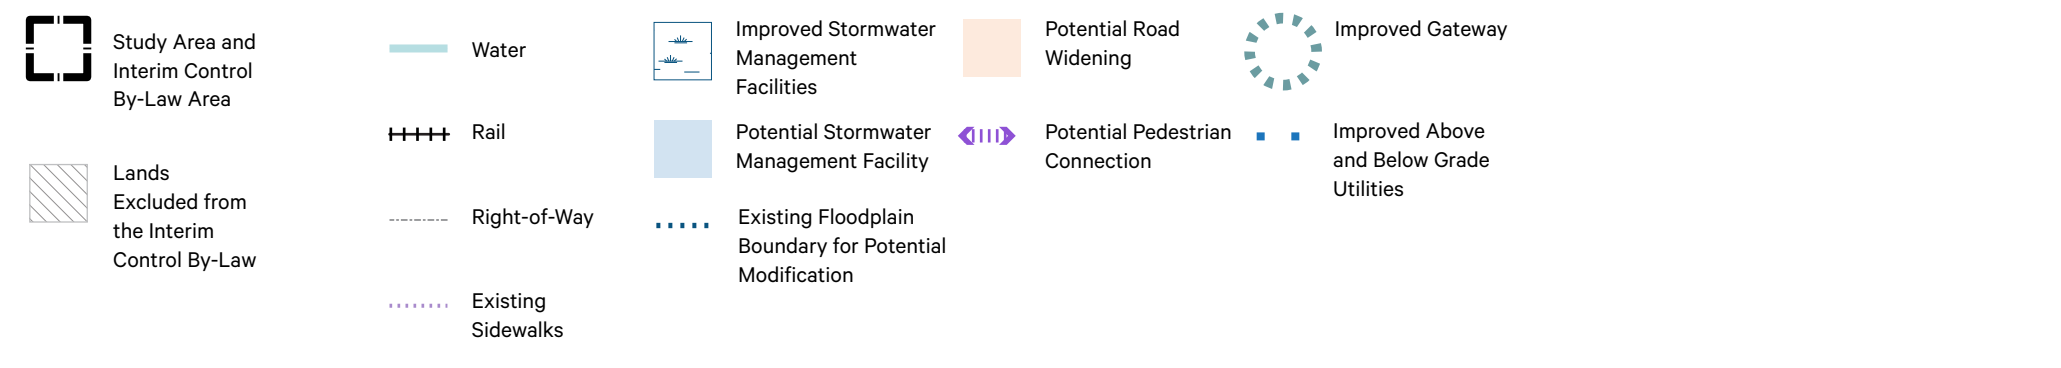 Study Area and
Interim Control
By-Law Area
Lands
Excluded from
the Interim
Control By-Law
Water
Rail
Right-of-Way
Existing
Sidewalks
Improved Stormwater
Management
Facilities
Potential Stormwater
Management Facility
Existing Floodplain
Boundary for Potential
Modification
Potential Road
Widening
Potential Pedestrian
Connection
Improved Gateway
Improved Above
and Below Grade
Utilities